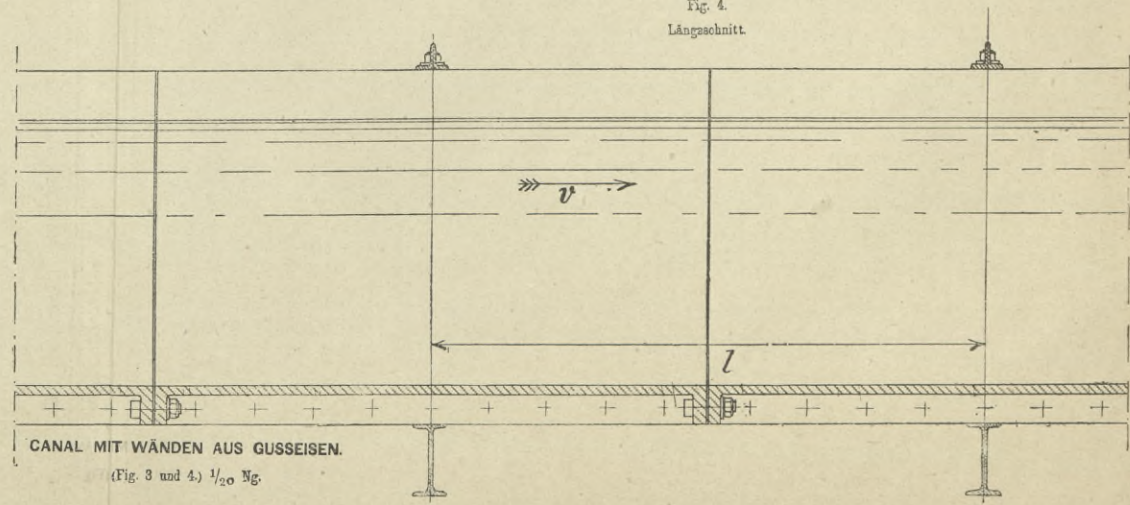 Fig. 4.
Längsschnitt.
v
l
CANAL MIT WÄNDEN AUS GUSSEISEN.
(Fig. 3 und 4.) 1/20 Ng.